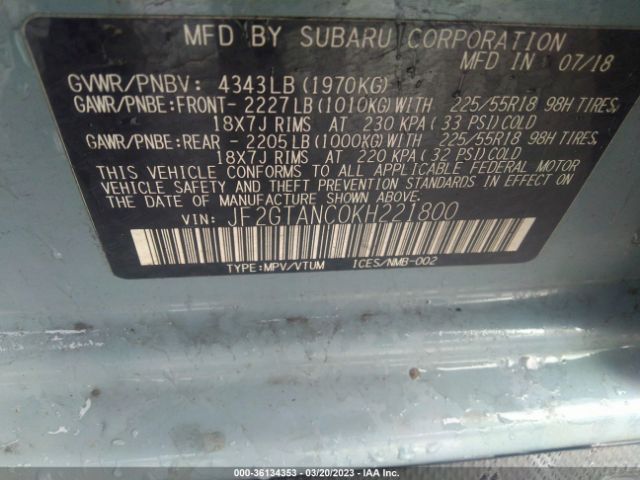 MFD BY SUBARU CORPORATION
MFD IN 07/18
GVWR/PNBV: 4343LB (1970KG)
GAWR/PNBE:FRONT- 2227LB (1010KG) WITH 225/55R18 98H TIRES,
18X7J RIMS AT 230 KPA (33 PSI) COLD
GAWR/PNBE:REAR - 2205LB (1000KG) WITH 225/55R18 98H TIRES,
18X7J RIMS AT 220 KPA (32 PSI) COLD
THIS VEHICLE CONFORMS TO ALL APPLICABLE FEDERAL MOTOR
VEHICLE SAFETY AND THEFT PREVENTION STANDARDS IN EFFECT ON
THE DATE OF MANUFACTURE SHOWN ABOVE.
VIN: JF2GTANC0KH221800
TYPE:MPV/VTUM ICES/NMB-002
000-36134353 — 03/20/2023 — IAA Inc.